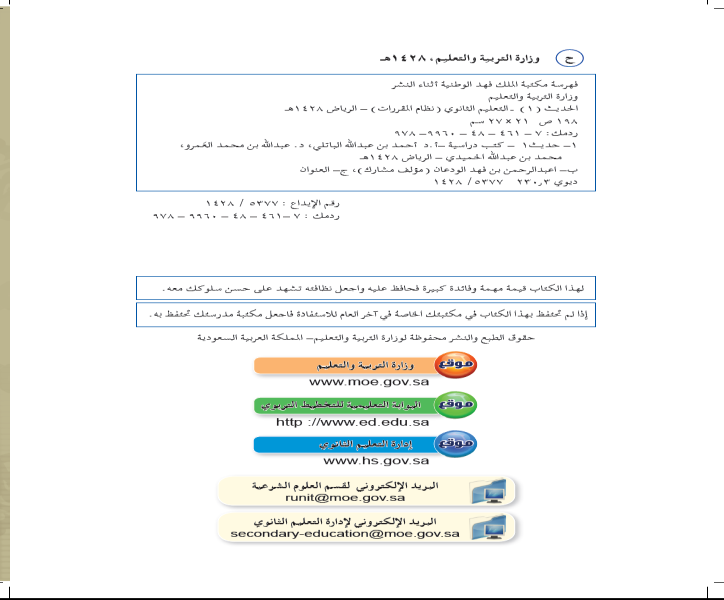 ح وزارة التربية والتعليم، ١٤٢٨هـ
فهرسة مكتبة الملك فهد الوطنية أثناء النشر
وزارة التربية والتعليم
الحديث (١) ـ التعليم الثانوي (نظام المقررات) – الرياض ١٤٢٨هـ
١٩٨ ص ٢١ × ٢٧ سم
ردمك: ٧ – ٤٦١ – ٤٨ – ٩٩٦٠ – ٩٧٨
١– حديث١ – كتب دراسية –أ.د أحمد بن عبدالله الباتلي، د. عبدالله بن محمد العَمرو،
محمد بن عبدالله الحميدي – الرياض ١٤٢٨هـ
ب– أعبدالرحمن بن فهد الودعان (مؤلف مشارك)، ج– العنوان
ديوي ٢٣٠٫٣ ٥٣٧٧ / ١٤٢٨
رقم الإيداع : ٥٣٧٧ / ١٤٢٨
ردمك : ٧ –٤٦١ – ٤٨ – ٩٩٦٠ – ٩٧٨
لهذا الكتاب قيمة مهمة وفائدة كبيرة فحافظ عليه واجعل نظافته تشهد على حسن سلوكك معه.
إذا لم تحتفظ بهذا الكتاب في مكتبتك الخاصة في آخر العام للاستفادة فاجعل مكتبة مدرستك تحتفظ به.
حقوق الطبع والنشر محفوظة لوزارة التربية والتعليم– المملكة العربية السعودية
موقع وزارة التربية والتعليم
www.moe.gov.sa
موقع البوابة التعليمية للتخطيط التربوي
http ://www.ed.edu.sa
موقع إدارة التعليم الثانوي
www.hs.gov.sa
البريد الإلكتروني لقسم العلوم الشرعية
runit@moe.gov.sa
البريد الإلكتروني لإدارة التعليم الثانوي
secondary-education@moe.gov.sa